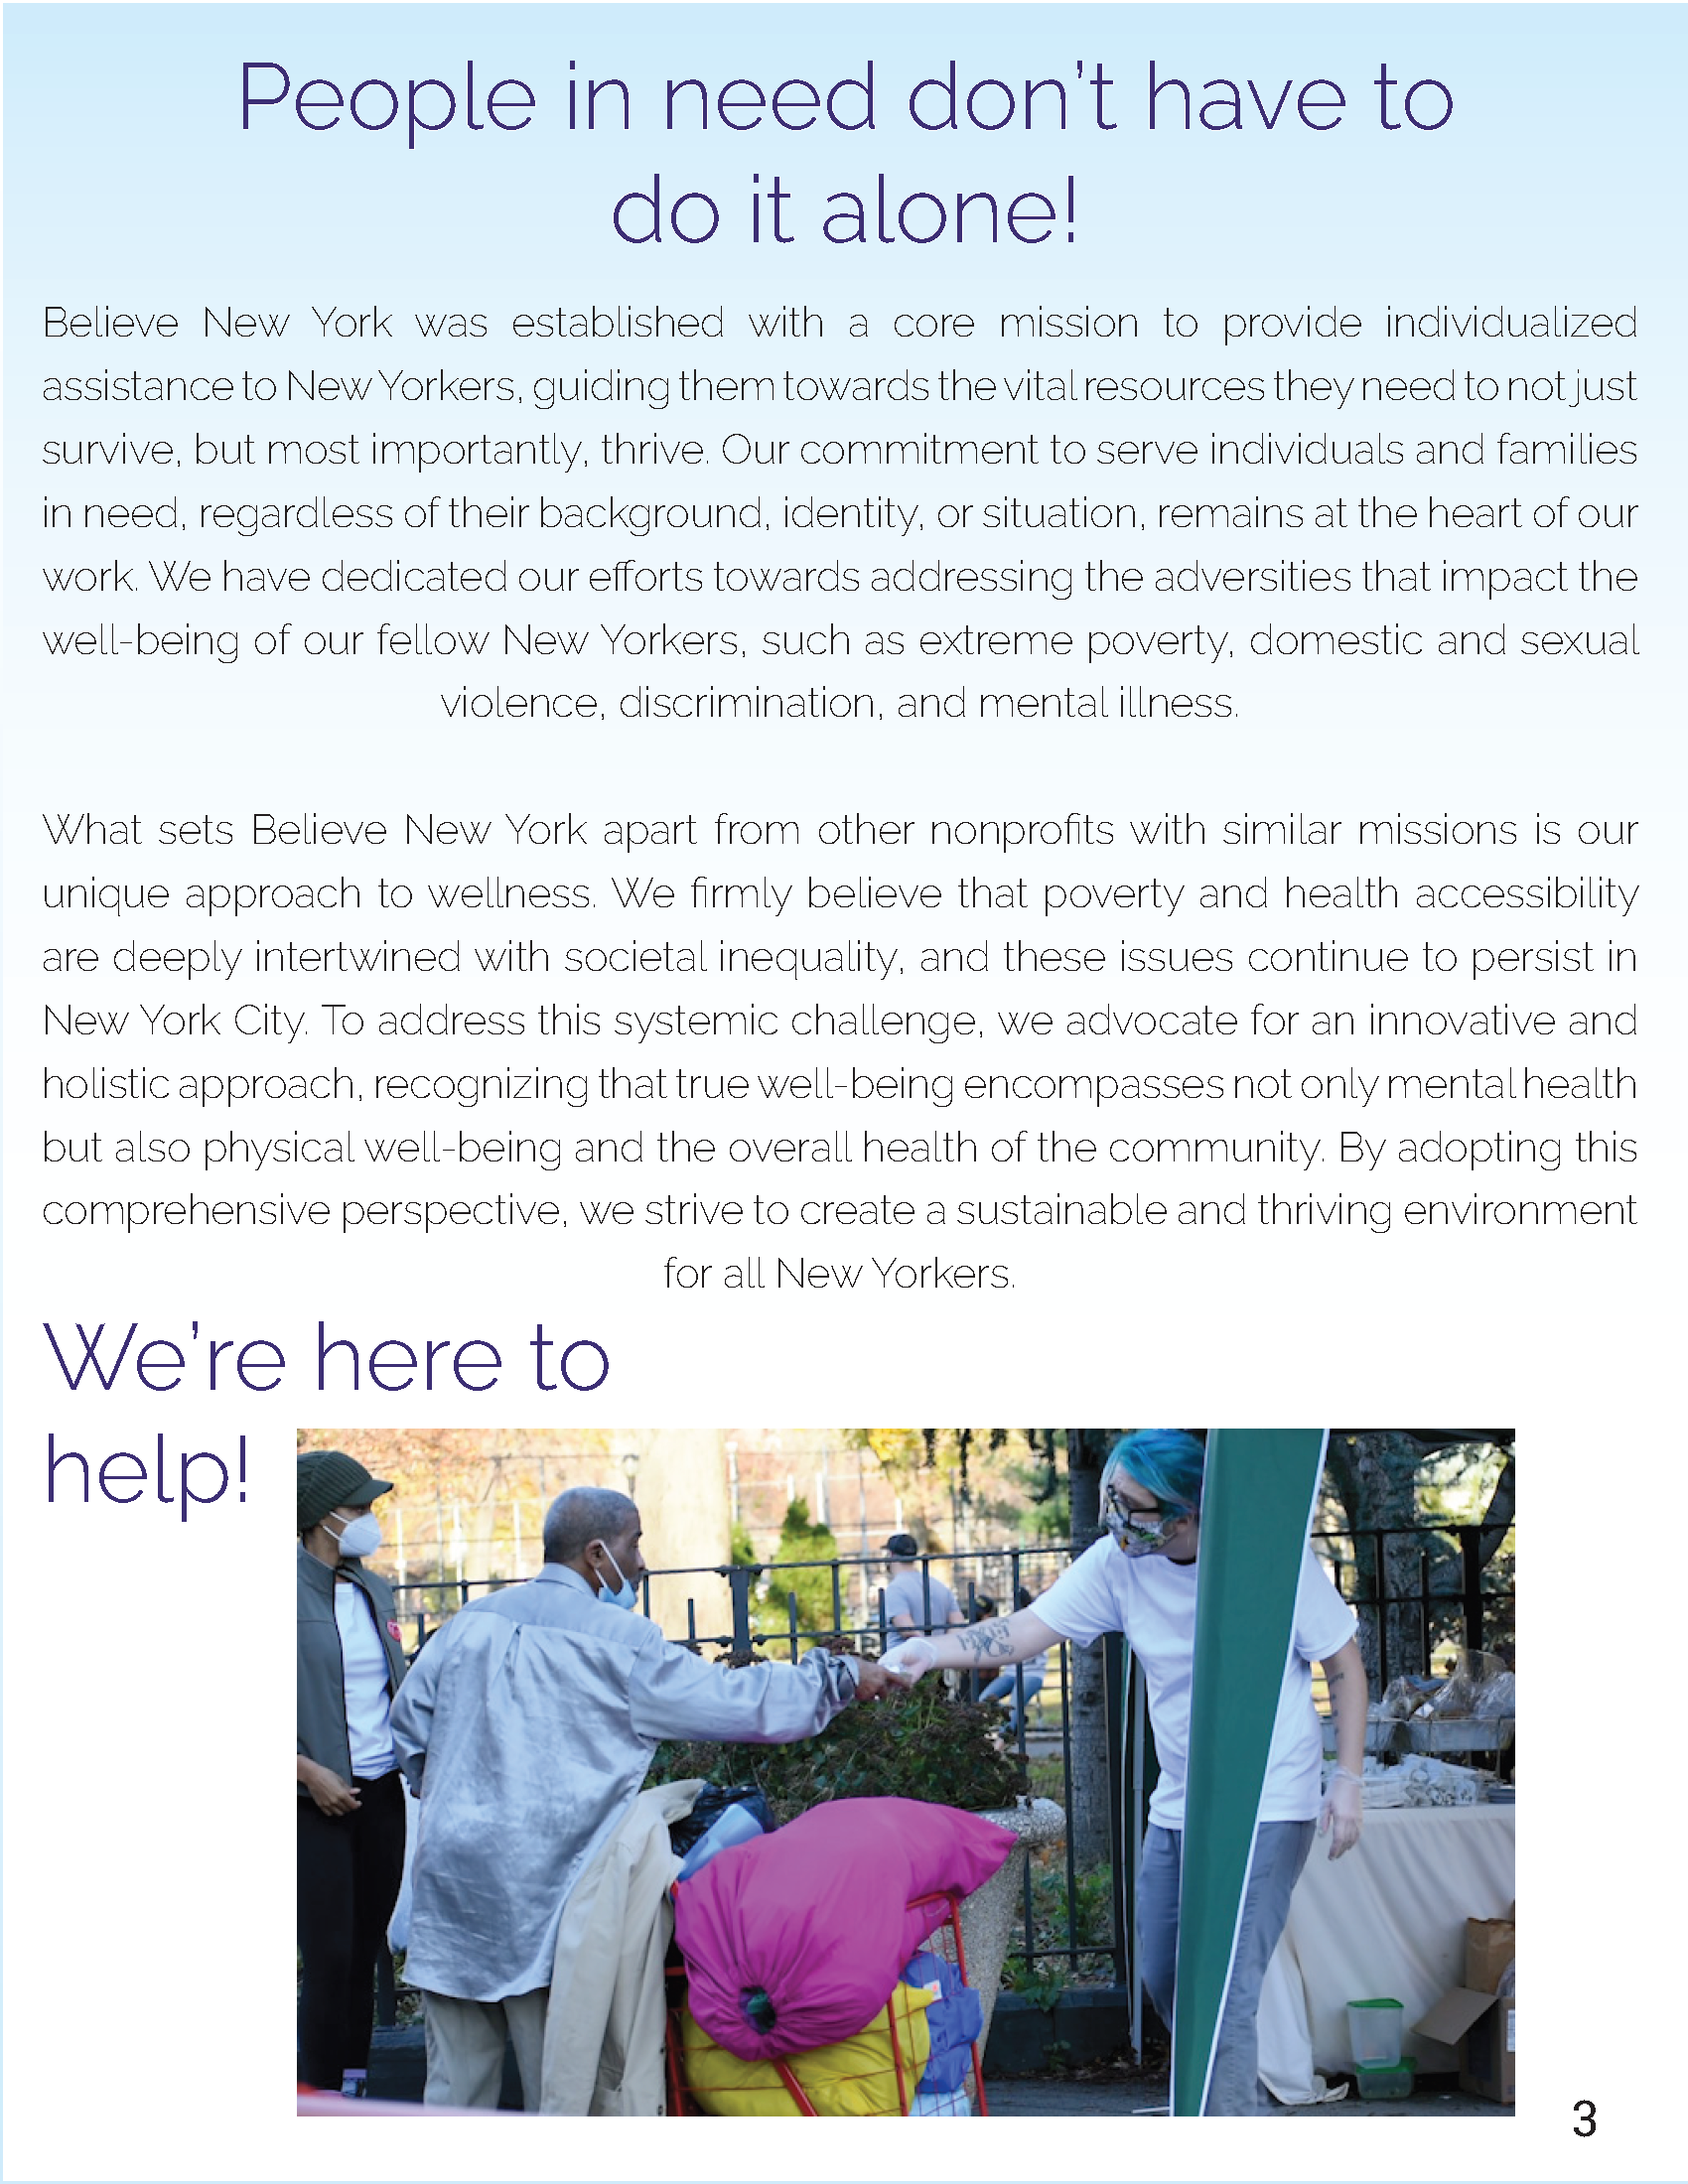 People in need don’t have to
do it alone!
Believe New York was established with a core mission to provide individualized
assistance to New Yorkers, guiding them towards the vital resources they need to not just
survive, but most importantly, thrive. Our commitment to serve individuals and families
in need, regardless of their background, identity, or situation, remains at the heart of our
work. We have dedicated our efforts towards addressing the adversities that impact the
well-being of our fellow New Yorkers, such as extreme poverty, domestic and sexual
violence, discrimination, and mental illness.
What sets Believe New York apart from other nonprofits with similar missions is our
unique approach to wellness. We firmly believe that poverty and health accessibility
are deeply intertwined with societal inequality, and these issues continue to persist in
New York City. To address this systemic challenge, we advocate for an innovative and
holistic approach, recognizing that true well-being encompasses not only mental health
but also physical well-being and the overall health of the community. By adopting this
comprehensive perspective, we strive to create a sustainable and thriving environment
for all New Yorkers.
We’re here to
help!
3